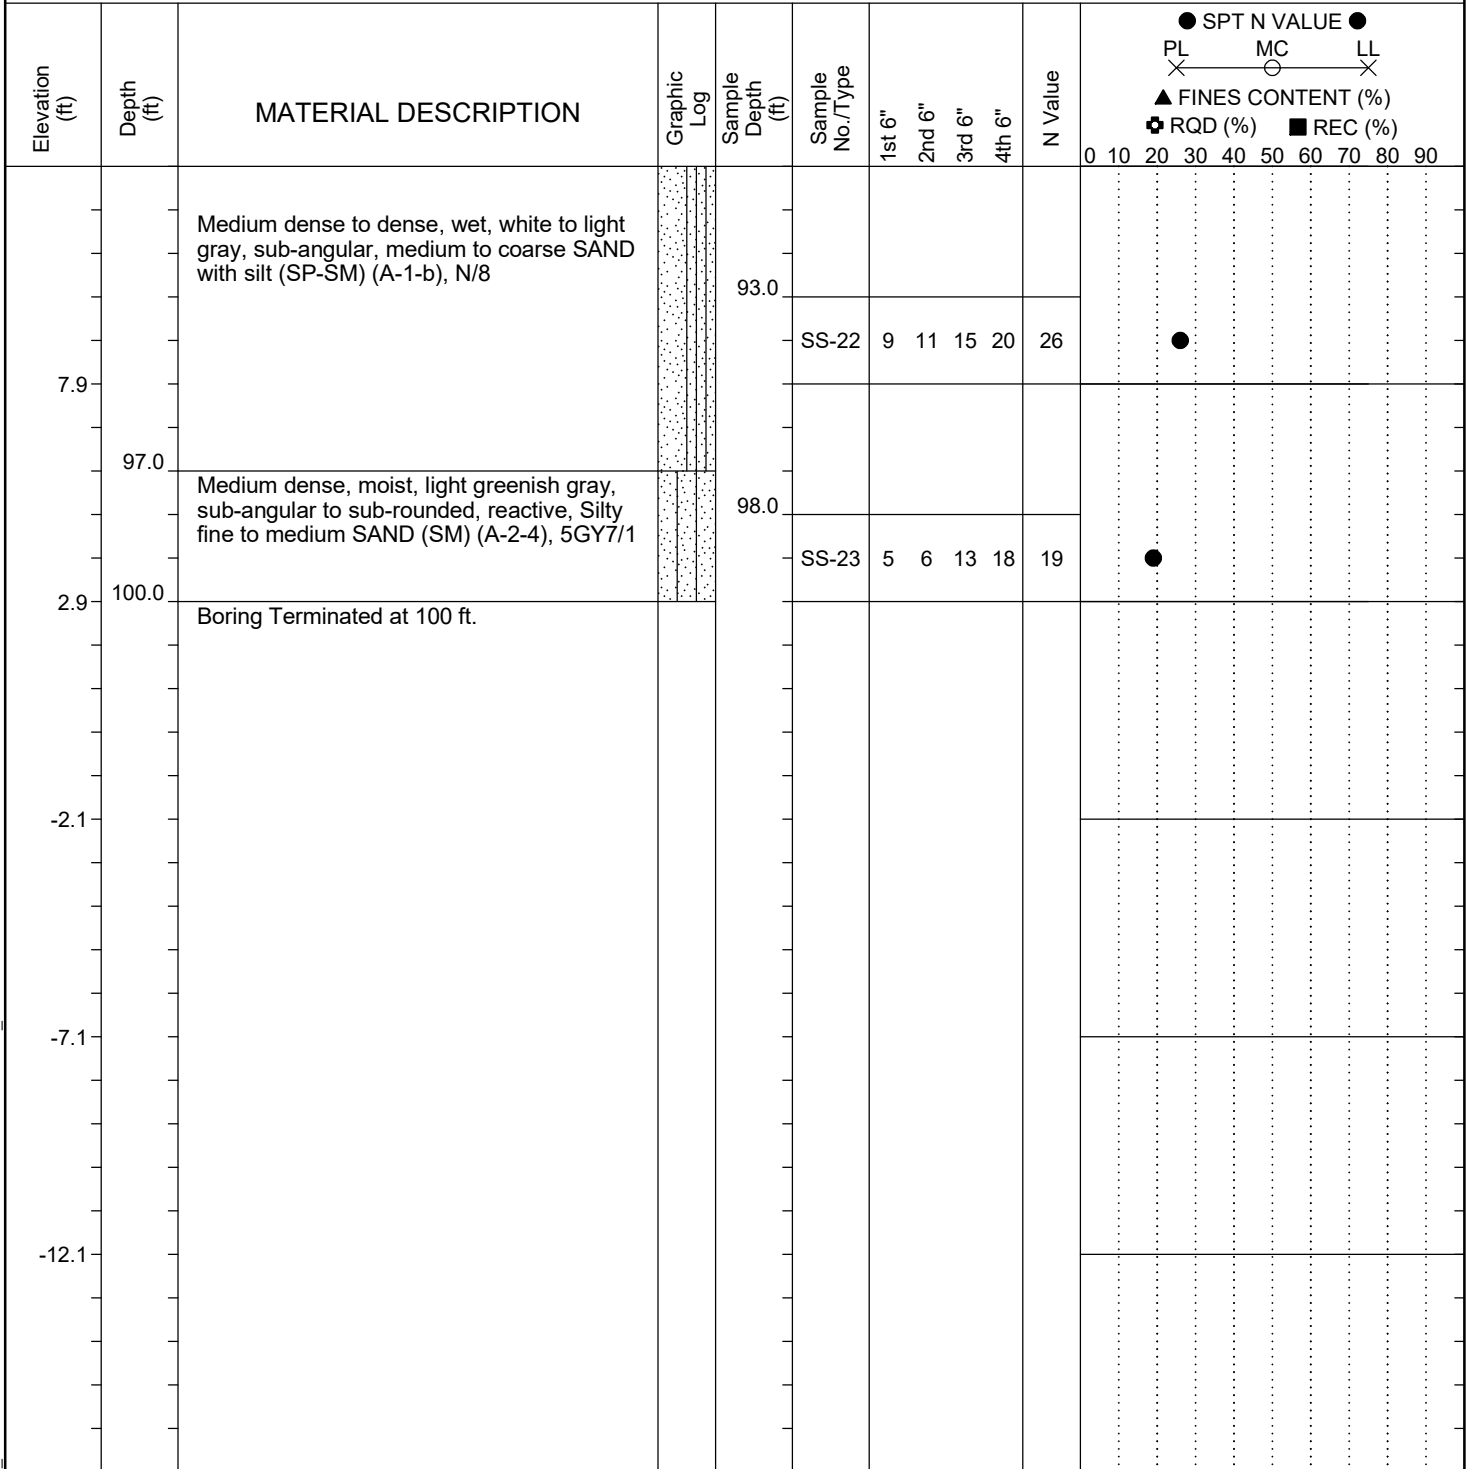 Elevation
(ft)
Depth
(ft)
MATERIAL DESCRIPTION
Graphic
Log
Sample
Depth
(ft)
Sample
No./Type
1st 6"
2nd 6"
3rd 6"
4th 6"
N Value
● SPT N VALUE ●
PL MC LL
▲ FINES CONTENT (%)
RQD (%) ■ REC (%)
0 10 20 30 40 50 60 70 80 90
Medium dense to dense, wet, white to light
gray, sub-angular, medium to coarse SAND
with silt (SP-SM) (A-1-b), N/8
93.0
SS-22 9 11 15 20 26
7.9
97.0
Medium dense, moist, light greenish gray,
sub-angular to sub-rounded, reactive, Silty
fine to medium SAND (SM) (A-2-4), 5GY7/1
98.0
SS-23 5 6 13 18 19
2.9
100.0
Boring Terminated at 100 ft.
-2.1
-7.1
-12.1